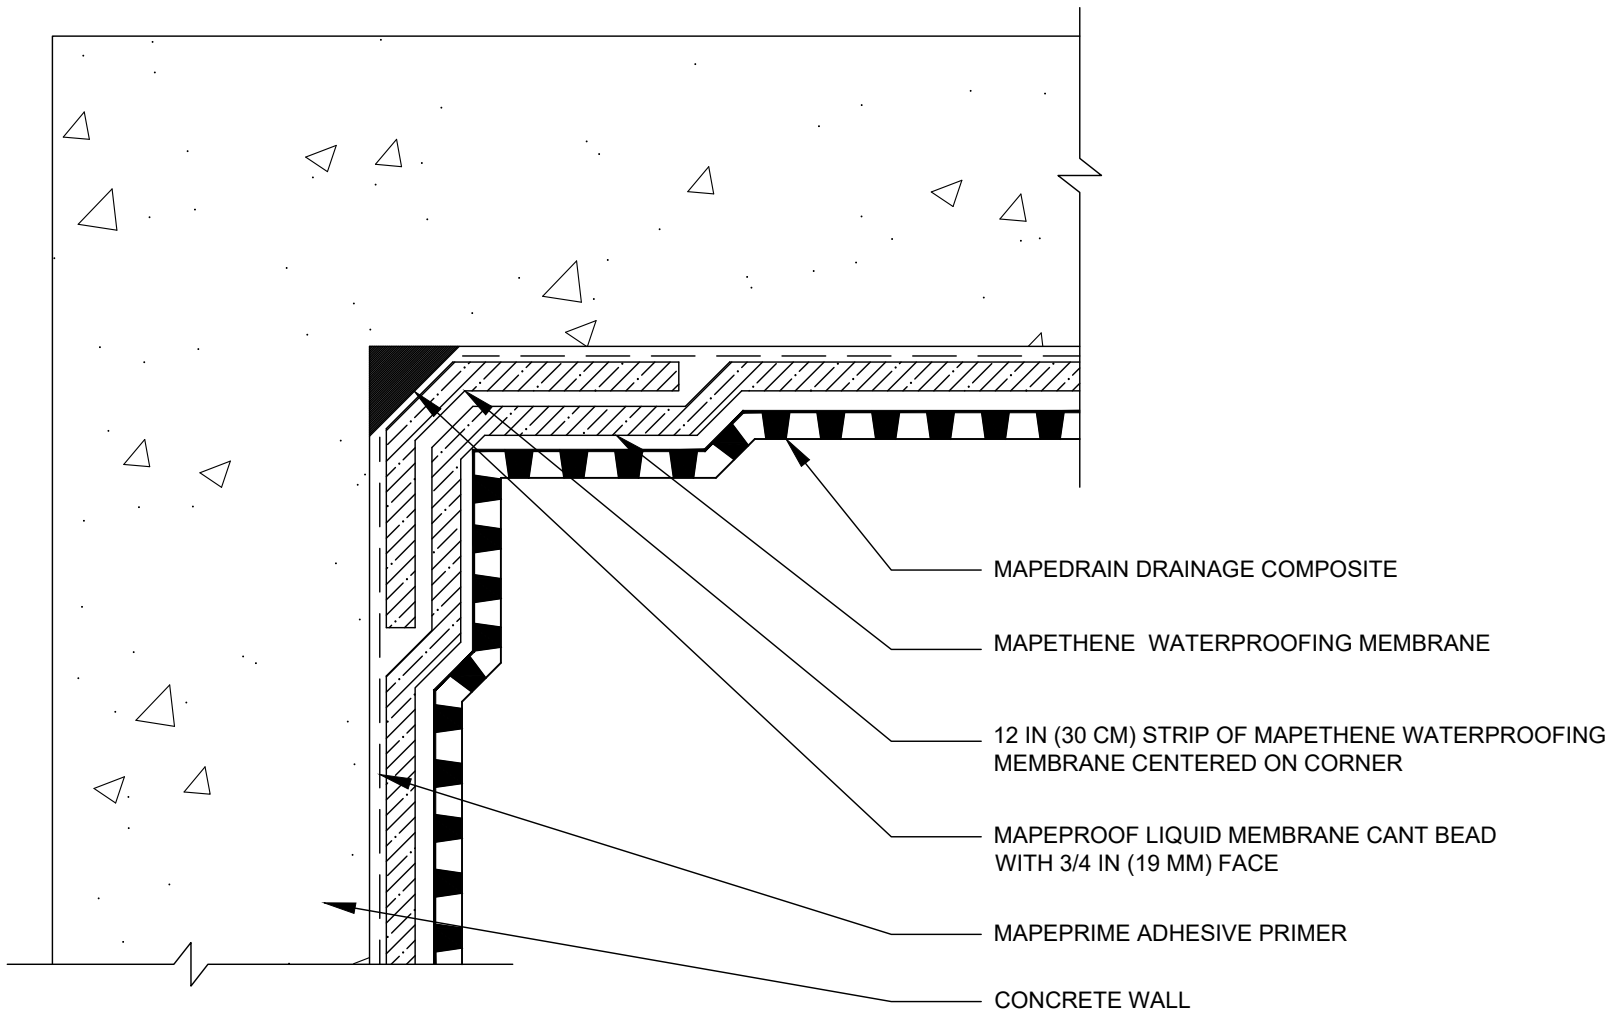 MAPEDRAIN DRAINAGE COMPOSITE
MAPETHENE  WATERPROOFING MEMBRANE
12 IN (30 CM) STRIP OF MAPETHENE WATERPROOFING
MEMBRANE CENTERED ON CORNER
MAPEPROOF LIQUID MEMBRANE CANT BEAD
WITH 3/4 IN (19 MM) FACE
MAPEPRIME ADHESIVE PRIMER
CONCRETE WALL